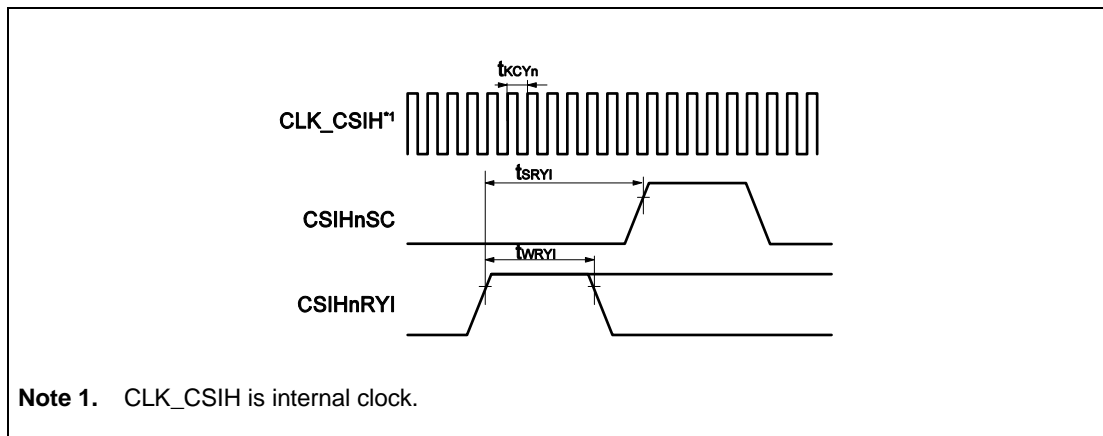 tKCYn
CLK_CSIH*1
tSRYI
CSIHnSC
tWRYI
CSIHnRYI
Note 1. CLK_CSIH is internal clock.